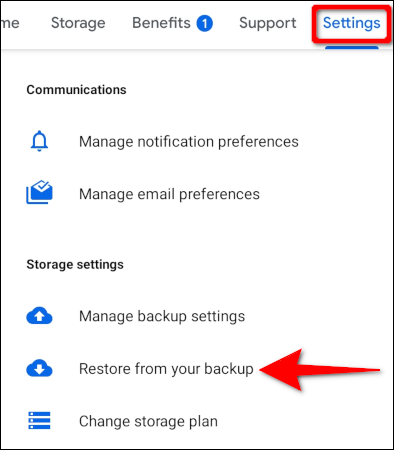 me Storage Benefits 1 Support Settings
Communications
Manage notification preferences
Manage email preferences
Storage settings
Manage backup settings
Restore from your backup
Change storage plan